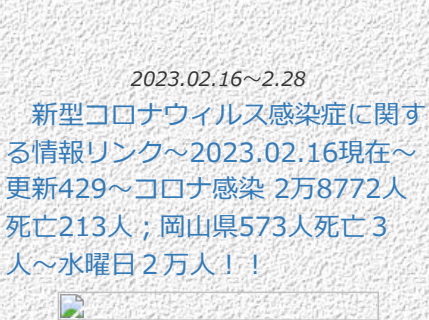 2023.02.16～2.28
新型コロナウィルス感染症に関す
る情報リンク～2023.02.16現在～
更新429～コロナ感染 2万8772人
死亡213人；岡山県573人死亡３
人～水曜日２万人！！